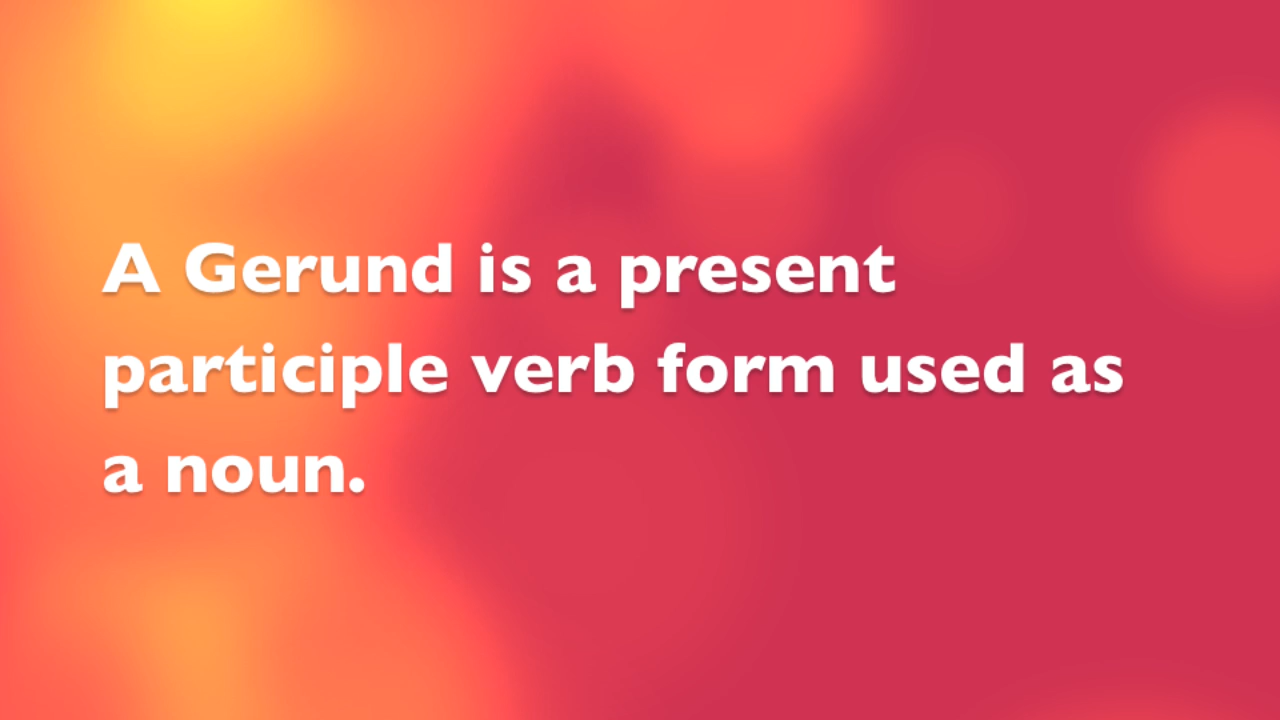 A Gerund is a present
participle verb form used as
a noun.